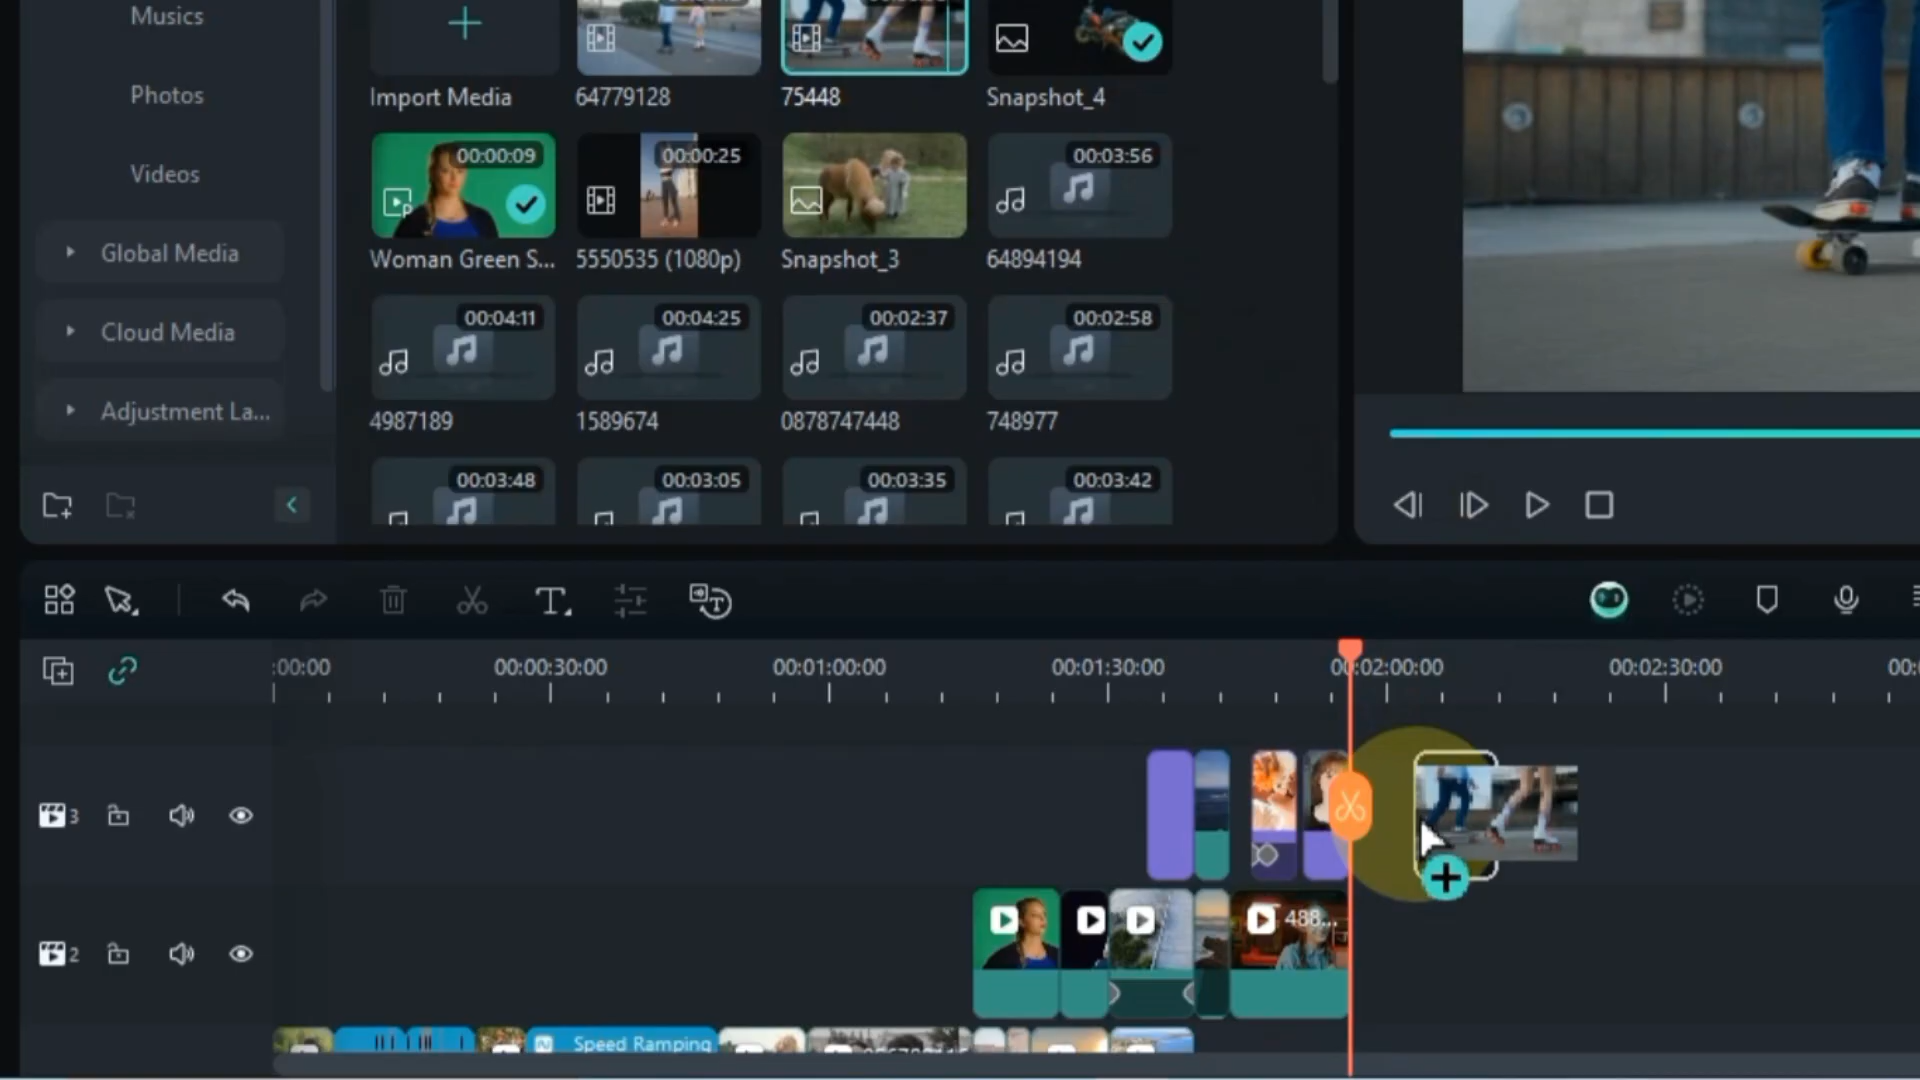 Musics
Photos
Videos
Global Media
Cloud Media
Adjustment La...
Import Media
64779128
75448
Snapshot_4
00:00:09
00:00:25
00:03:56
Woman Green S...
5550535 (1080p)
Snapshot_3
64894194
00:04:11
00:04:25
00:02:37
00:02:58
4987189
1589674
0878747448
748977
00:03:48
00:03:05
00:03:35
00:03:42
:00:00
00:00:30:00
00:01:00:00
00:01:30:00
00:02:00:00
00:02:30:00
00:
3
2
488...
Speed Ramping